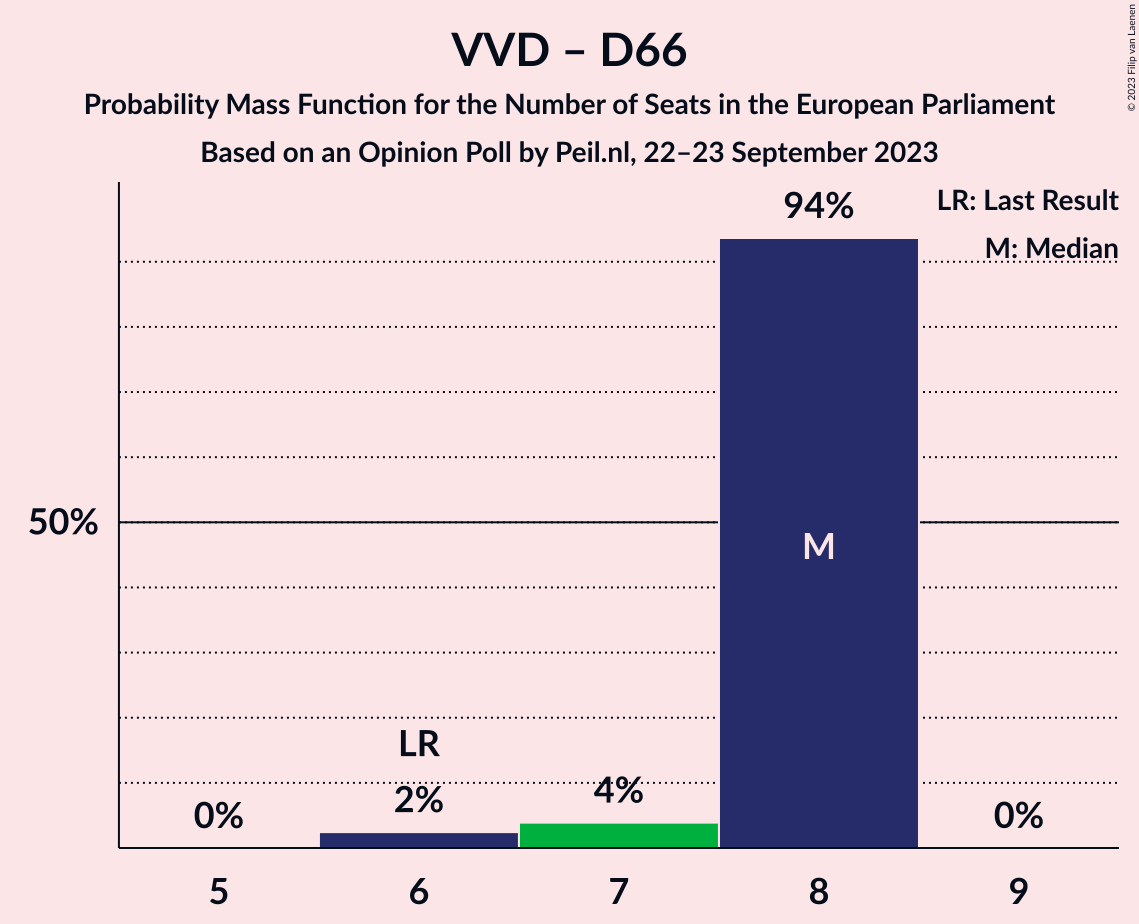 VVD – D66
Probability Mass Function for the Number of Seats in the European Parliament
Based on an Opinion Poll by Peil.nl, 22–23 September 2023
© 2023 Filip van Laenen
LR: Last Result
M: Median
94%
50%
M
LR
0%
2%
4%
0%
5
6
7
8
9